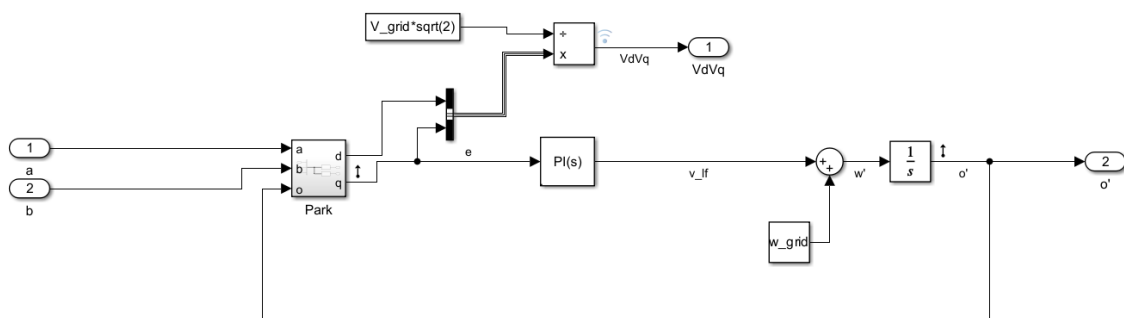 V_grid*sqrt(2)
÷
x
VdVq
1
VdVq
1
a
2
b
a
b
o
d
q
Park
e
PI(s)
v_lf
+
+
w'
w_grid
1
s
o'
2
o'